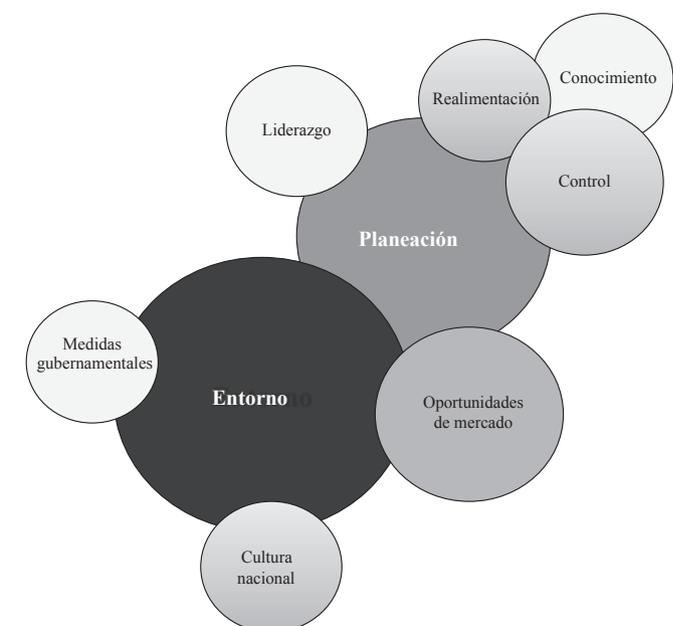 Conocimiento
Realimentación
Liderazgo
Control
Planeación
Medidas
gubernamentales
Entorno
Oportunidades
de mercado
Cultura
nacional